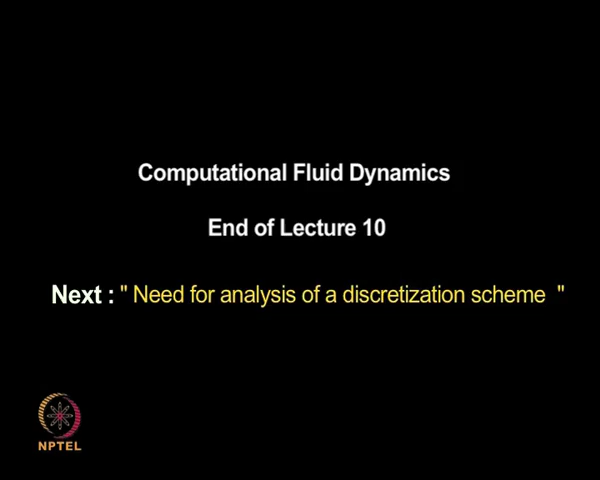 Computational Fluid Dynamics
End of Lecture 10
Next : " Need for analysis of a discretization scheme "
NPTEL